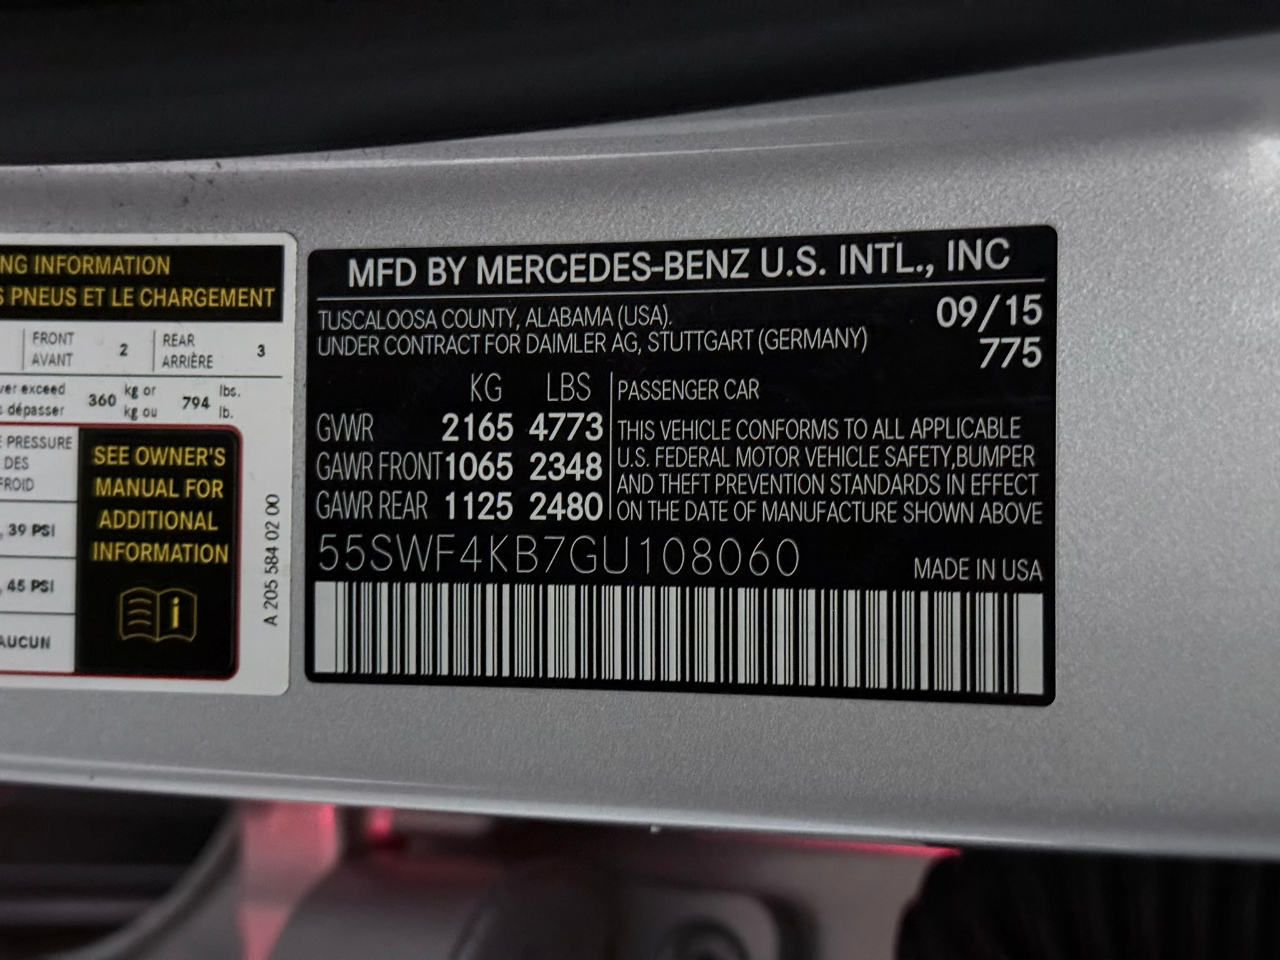 NG INFORMATION
S PNEUS ET LE CHARGEMENT
FRONT
AVANT
2
REAR
ARRIÈRE
3
ver exceed
dépasser
360
kg or
kg ou
794
lbs.
lb.
E PRESSURE
DES
FROID
, 39 PSI
, 45 PSI
AUCUN
SEE OWNER'S
MANUAL FOR
ADDITIONAL
INFORMATION
A 205 584 02 00
MFD BY MERCEDES-BENZ U.S. INTL., INC
TUSCALOOSA COUNTY, ALABAMA (USA).
UNDER CONTRACT FOR DAIMLER AG, STUTTGART (GERMANY)
09/15
775
KG LBS
GVWR 2165 4773
GAWR FRONT 1065 2348
GAWR REAR 1125 2480
PASSENGER CAR
THIS VEHICLE CONFORMS TO ALL APPLICABLE
U.S. FEDERAL MOTOR VEHICLE SAFETY,BUMPER
AND THEFT PREVENTION STANDARDS IN EFFECT
ON THE DATE OF MANUFACTURE SHOWN ABOVE
55SWF4KB7GU108060
MADE IN USA